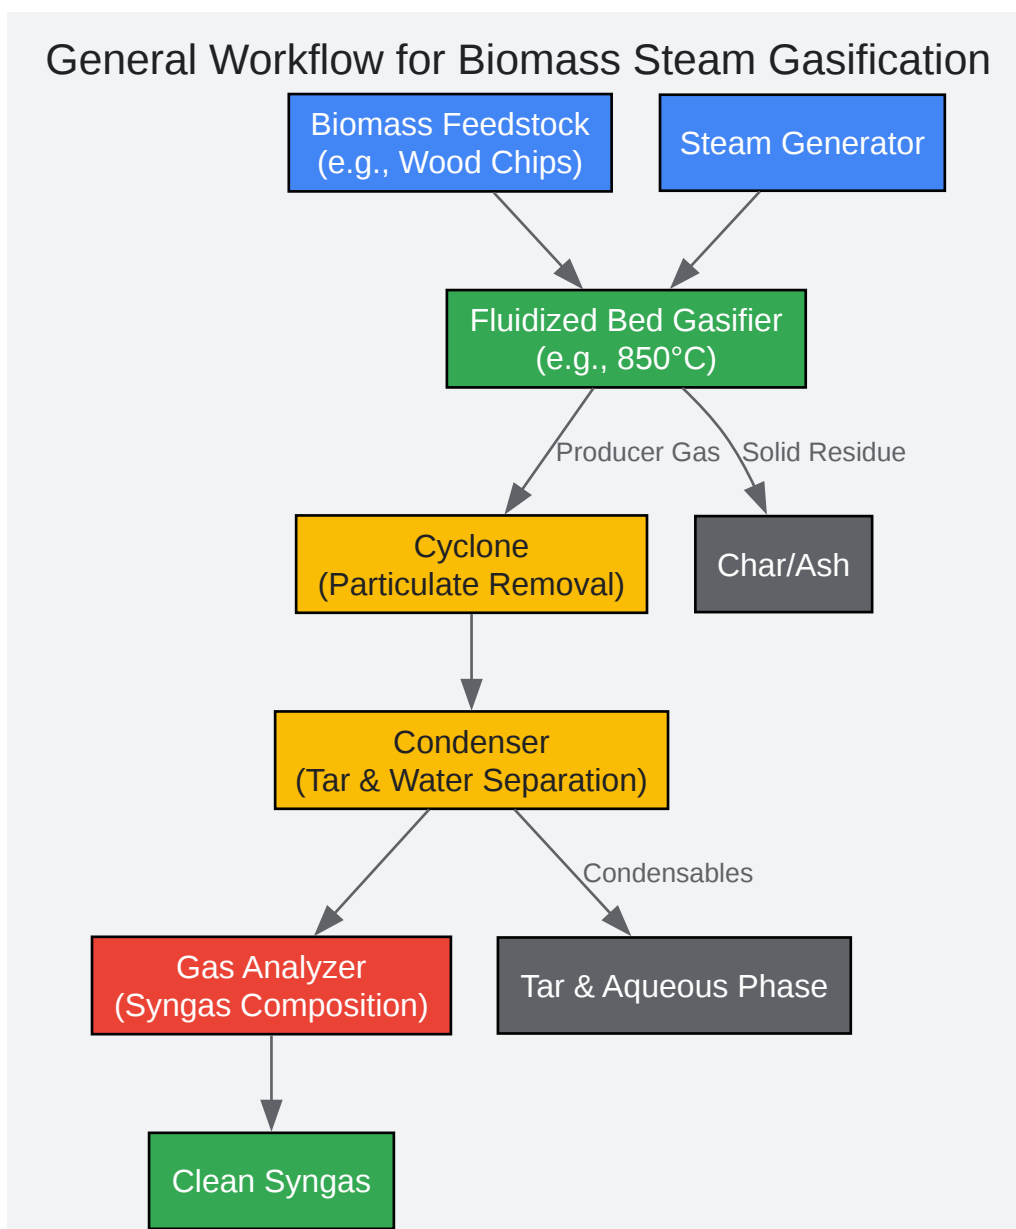 General Workflow for Biomass Steam Gasification
Biomass Feedstock
(e.g., Wood Chips)
Steam Generator
Fluidized Bed Gasifier
(e.g., 850°C)
Producer Gas
Solid Residue
Cyclone
(Particulate Removal)
Char/Ash
Condenser
(Tar & Water Separation)
Condensables
Gas Analyzer
(Syngas Composition)
Tar & Aqueous Phase
Clean Syngas